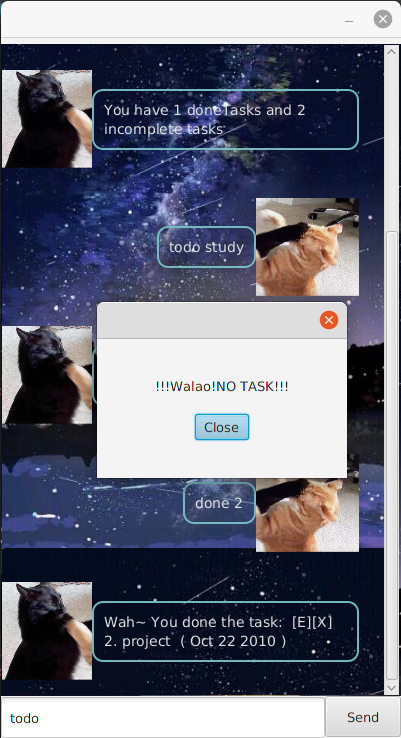 You have 1 doneTasks and 2
incomplete tasks
todo study
!!!Walao!NO TASK!!!
Close
done 2
Wah~ You done the task:  [E][X]
2. project  ( Oct 22 2010 )
todo
Send